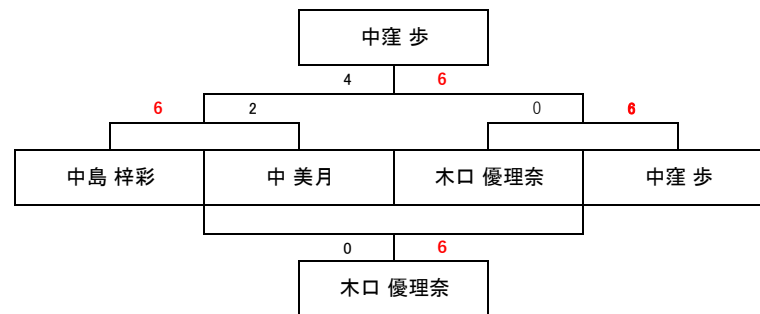 中窪 歩
4 6
6 2 0 6
中島 梓彩 中 美月 木口 優理奈 中窪 歩
0 6
木口 優理奈